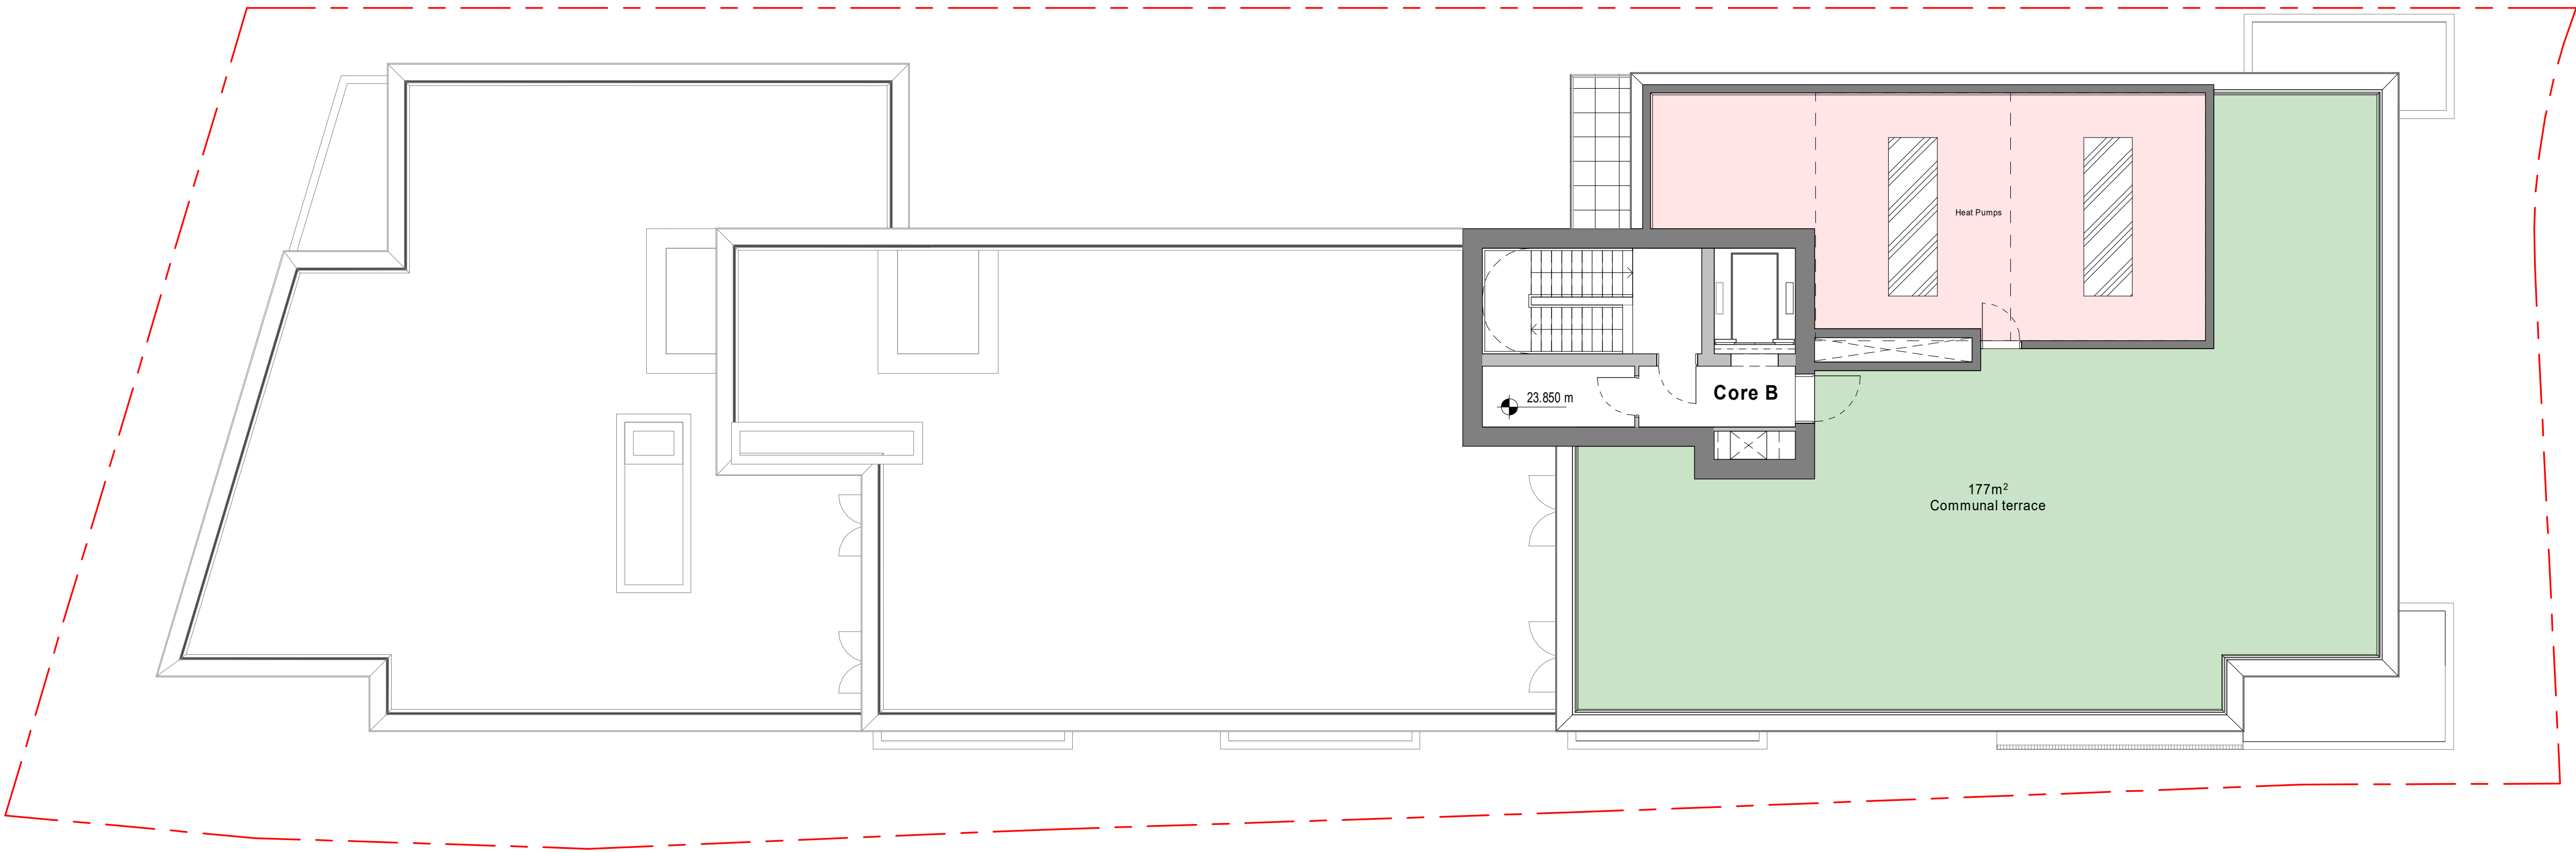 Heat Pumps
Core B
23.850 m
177m²
Communal terrace